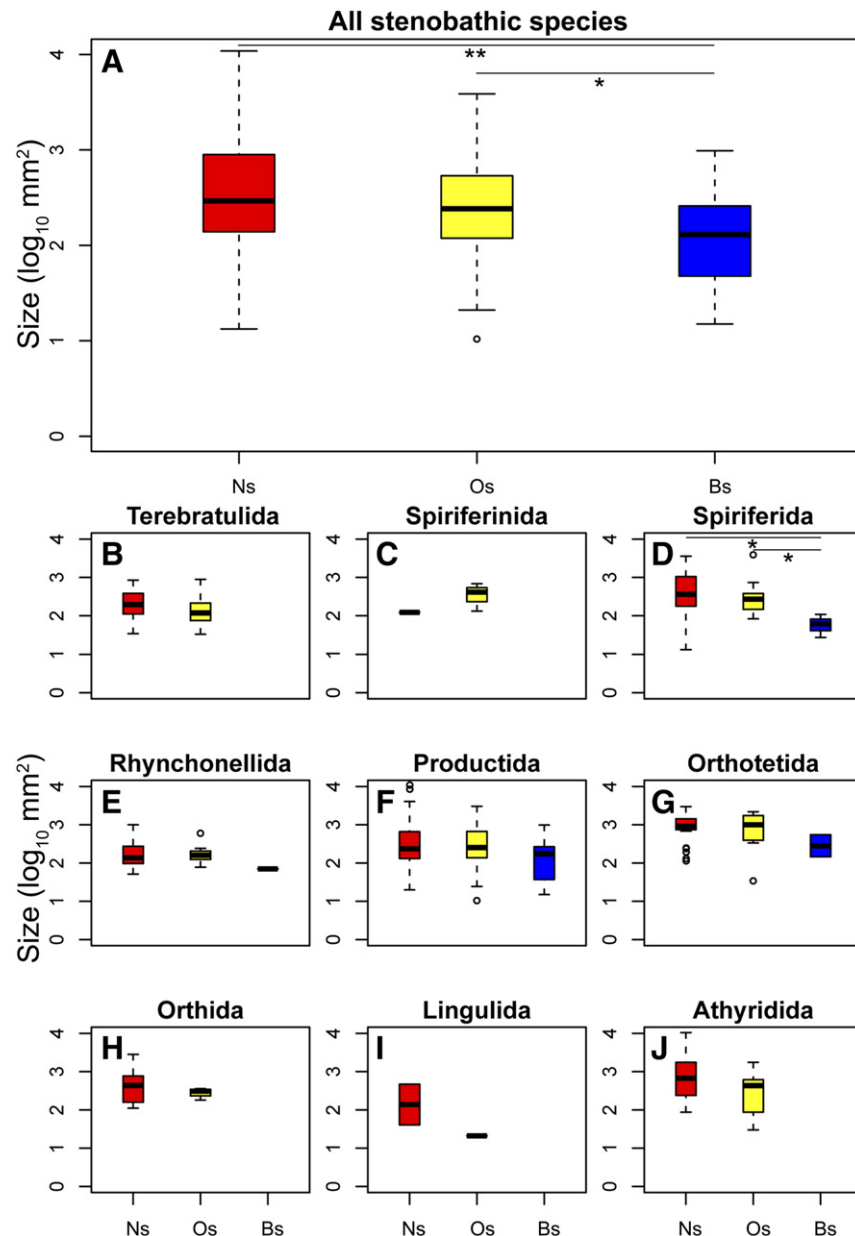 All stenobathic species
A
**
*
Size (log₁₀ mm²)
4
3
2
1
0
Ns Os Bs
Terebratulida Spiriferinida Spiriferida
B C D
*
*
4 4 4
3 3 3
2 2 2
1 1 1
0 0 0
Rhynchonellida Productida Orthotetida
E F G
Size (log₁₀ mm²)
4 4 4
3 3 3
2 2 2
1 1 1
0 0 0
Orthida Lingulida Athyridida
H I J
4 4 4
3 3 3
2 2 2
1 1 1
0 0 0
Ns Os Bs Ns Os Bs Ns Os Bs